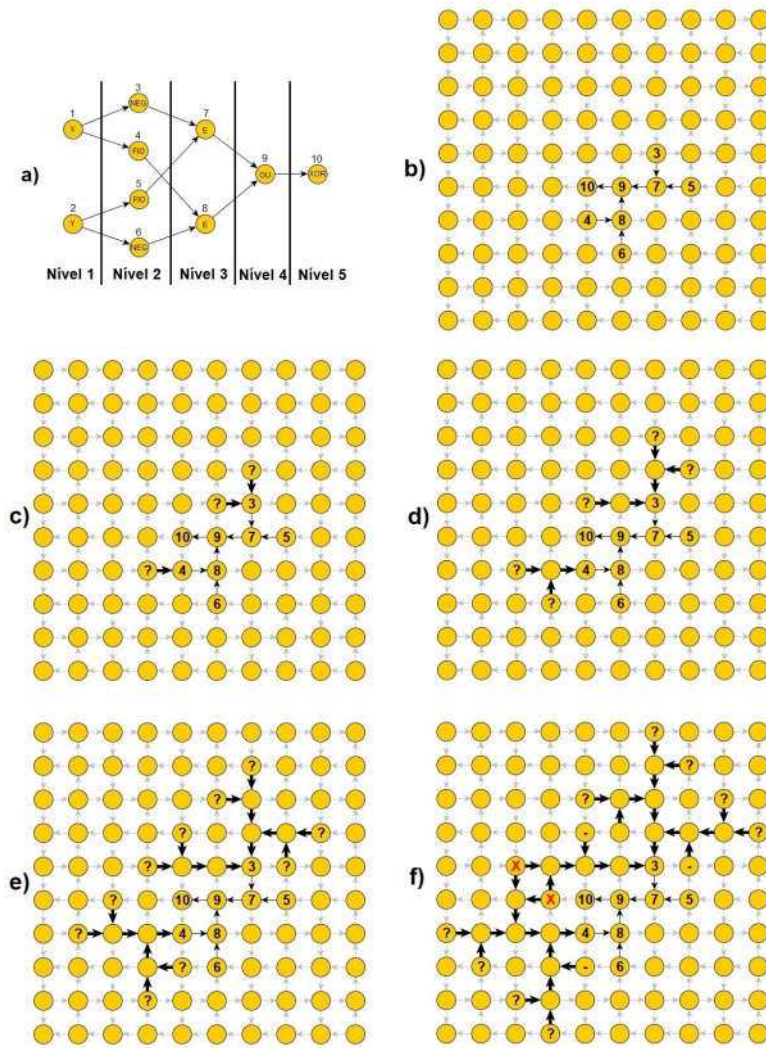 a)
3
NEG
7
E
1
X
4
FIO
9
OU
10
XOR
5
FIO
8
E
2
Y
6
NEG
Nível 1 Nível 2 Nível 3 Nível 4 Nível 5
b)
3
10 9 7 5
4 8
6
c)
?
? 3
10 9 7 5
? 4 8
6
d)
?
?
? 3
10 9 7 5
? 4 8
? 6
e)
?
?
? ?
? 3 ?
? 10 9 7 5
? 4 8
? 6
?
f)
?
?
? ?
- ?
X 3 -
X 10 9 7 5
? 4 8
? - 6
?
?